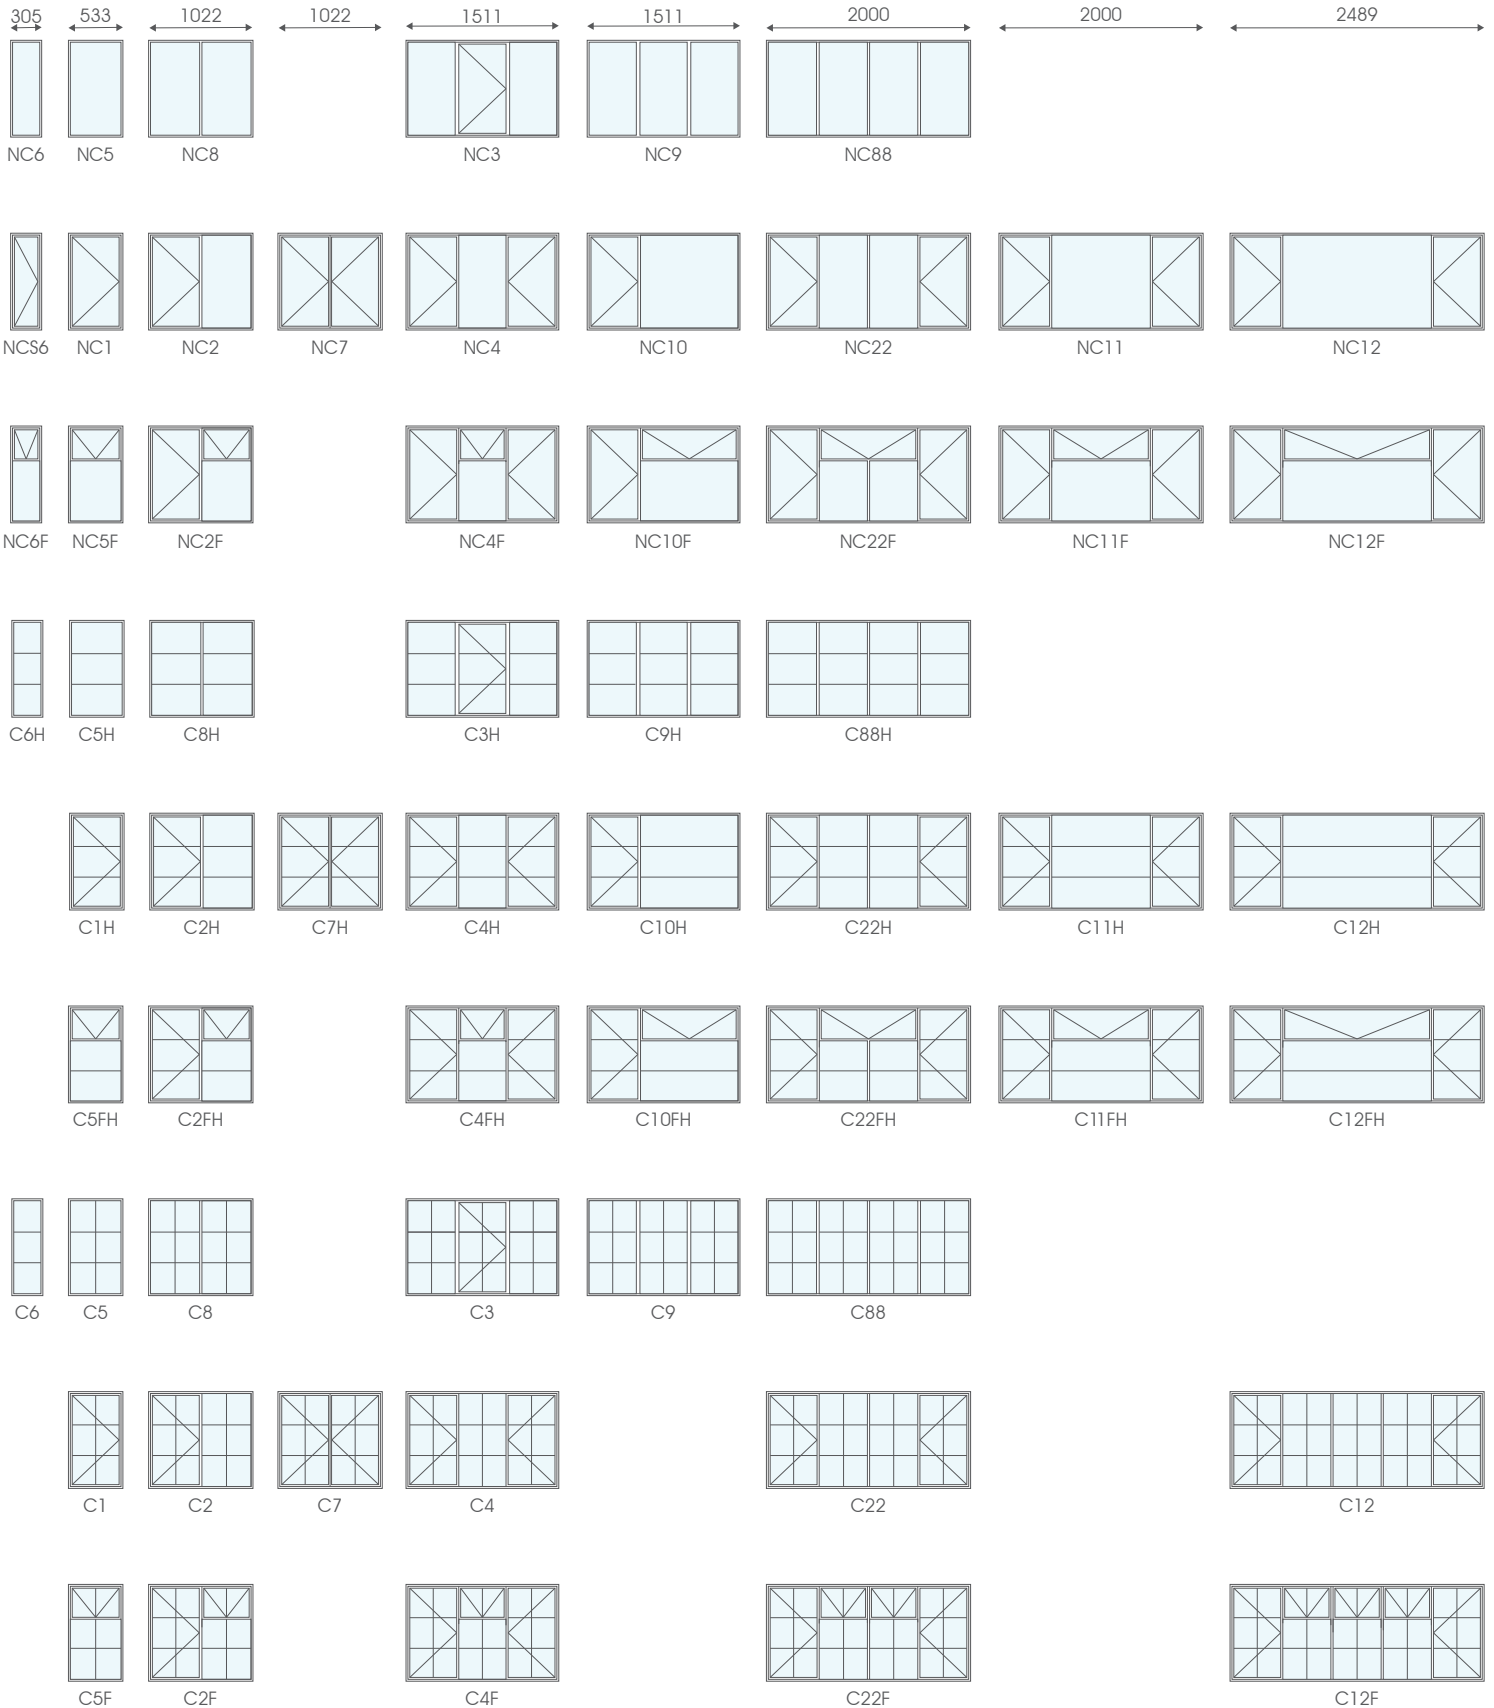 305 533 1022 1022 1511 1511 2000 2000 2489
NC6 NC5 NC8 NC3 NC9 NC88
NCS6 NC1 NC2 NC7 NC4 NC10 NC22 NC11 NC12
NC6F NC5F NC2F NC4F NC10F NC22F NC11F NC12F
C6H C5H C8H C3H C9H C88H
C1H C2H C7H C4H C10H C22H C11H C12H
C5FH C2FH C4FH C10FH C22FH C11FH C12FH
C6 C5 C8 C3 C9 C88
C1 C2 C7 C4 C22 C12
C5F C2F C4F C22F C12F